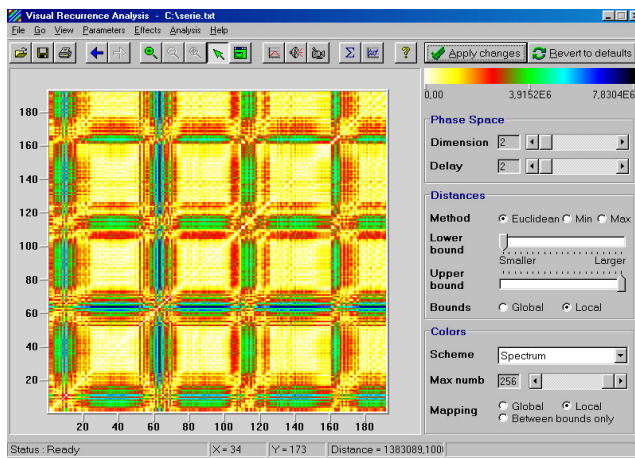 Visual Recurrence Analysis - C:\serie.txt
File Go View Parameters Effects Analysis Help
Apply changes Revert to defaults
0,00 3,9152E6 7,8304E6
Phase Space
Dimension 2
Delay 2
Distances
Method Euclidean Min Max
Lower bound
Smaller Larger
Upper bound
Bounds Global Local
Colors
Scheme Spectrum
Max numb 256
Mapping Global Local
Between bounds only
180
160
140
120
100
80
60
40
20
20 40 60 80 100 120 140 160 180
Status : Ready X = 34 Y = 173 Distance = 1383089,100